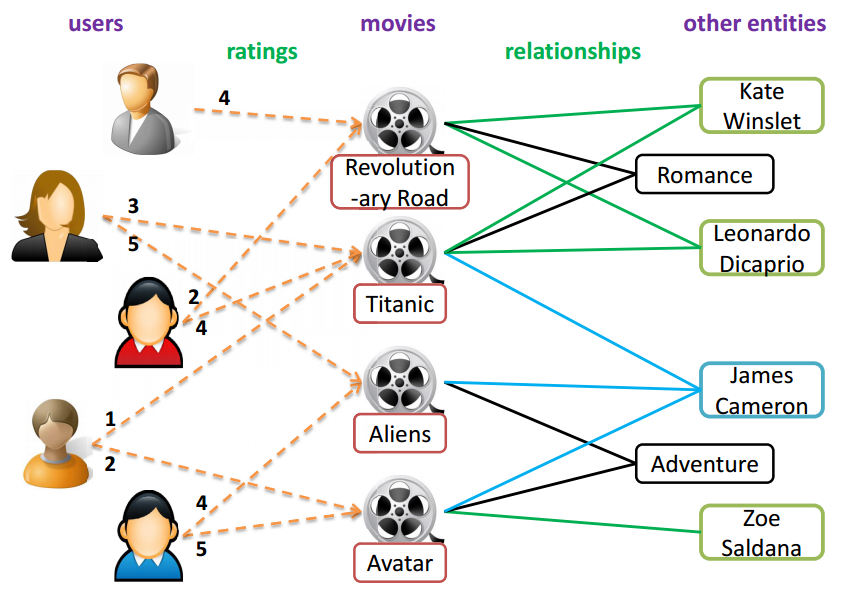 users
movies
other entities
ratings
relationships
4
Kate
Winslet
Revolution
-ary Road
Romance
3
5
Leonardo
Dicaprio
2
4
Titanic
James
Cameron
1
2
Aliens
Adventure
4
5
Avatar
Zoe
Saldana